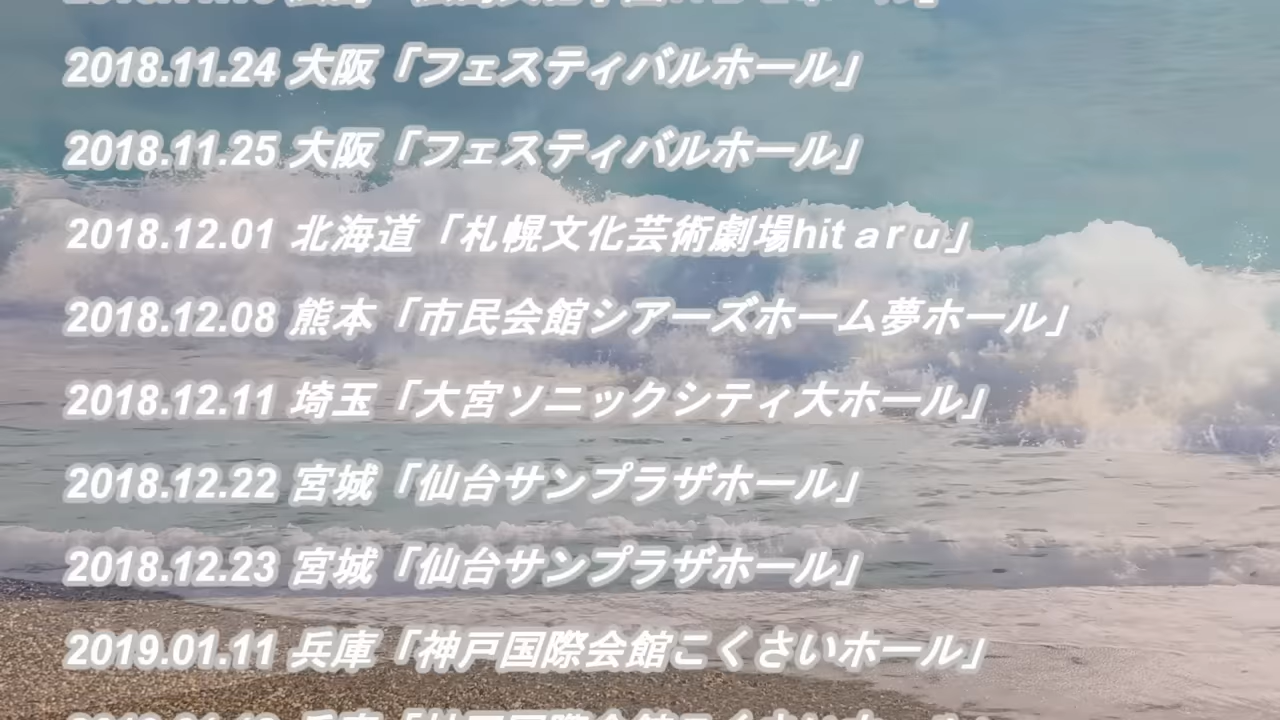 2018.11.24 大阪「フェスティバルホール」
2018.11.25 大阪「フェスティバルホール」
2018.12.01 北海道「札幌文化芸術劇場hitaru」
2018.12.08 熊本「市民会館シアーズホーム夢ホール」
2018.12.11 埼玉「大宮ソニックシティ大ホール」
2018.12.22 宮城「仙台サンプラザホール」
2018.12.23 宮城「仙台サンプラザホール」
2019.01.11 兵庫「神戸国際会館こくさいホール」